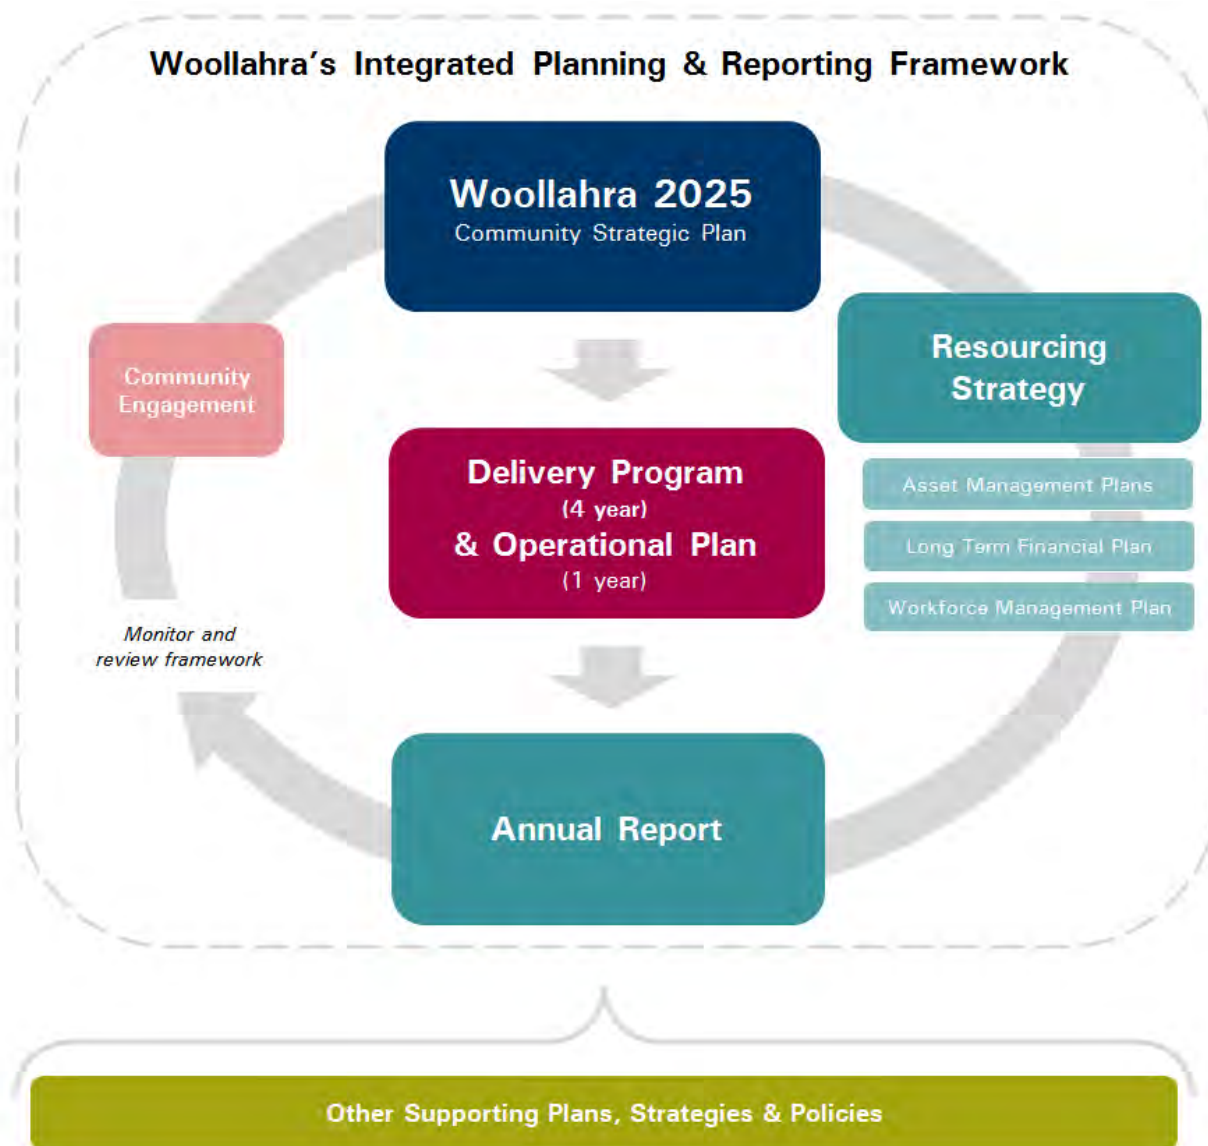 Woollahra's Integrated Planning & Reporting Framework
Woollahra 2025
Community Strategic Plan
Resourcing
Strategy
Community
Engagement
Delivery Program
(4 year)
& Operational Plan
(1 year)
Asset Management Plans
Long Term Financial Plan
Workforce Management Plan
Monitor and
review framework
Annual Report
Other Supporting Plans, Strategies & Policies